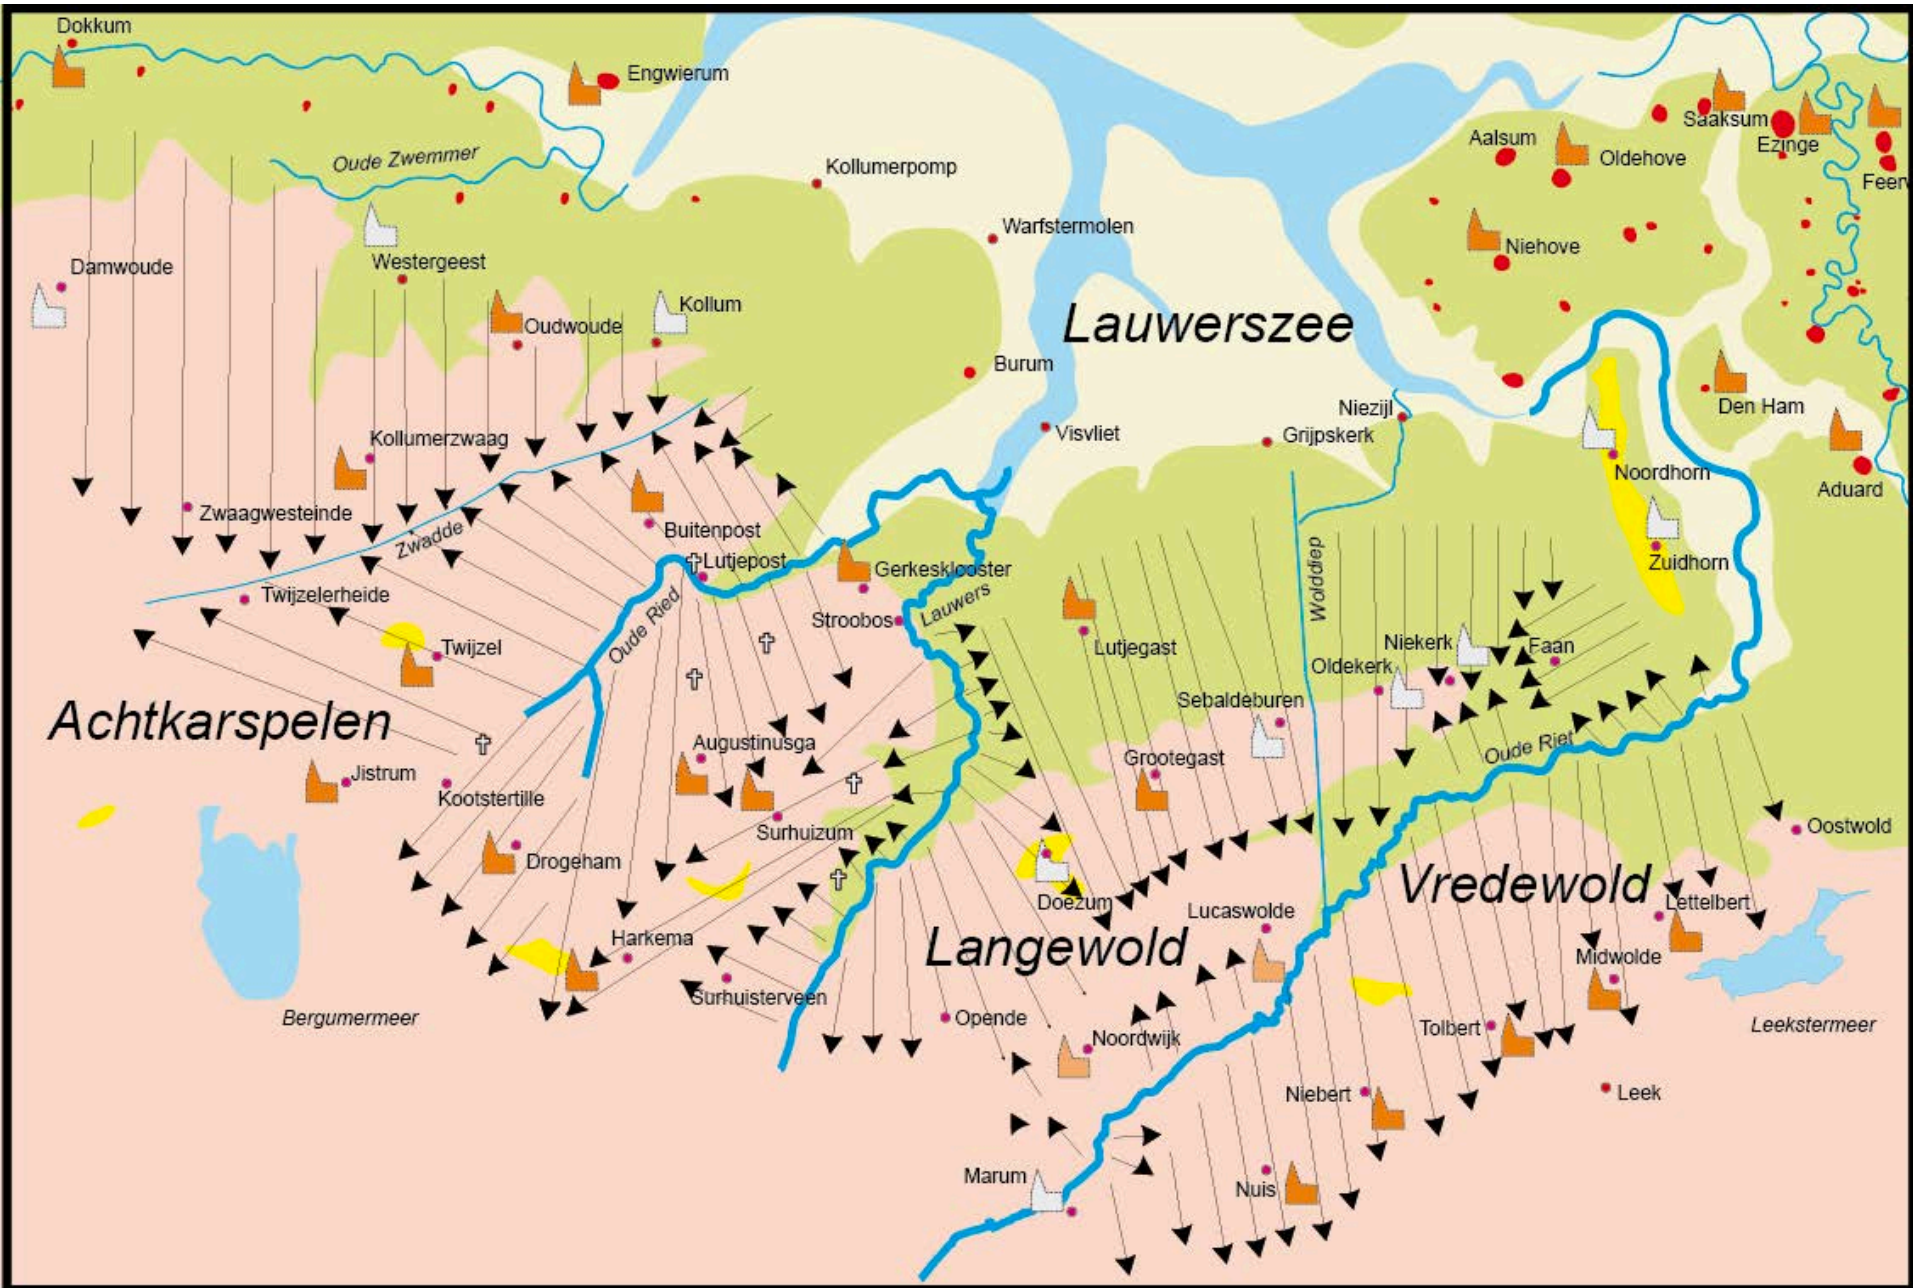 Dokkum
Engwierum
Saaksum
Aalsum
Oldehove
Ezinge
Feerw
Oude Zwemmer
Kollumerpomp
Warfstermolen
Niehove
Damwoude
Westergeest
Kollum
Oudwoude
Lauwerszee
Burum
Den Ham
Niezijl
Visvliet
Grijpskerk
Kollumerzwaag
Noordhorn
Aduard
Zwaagwesteinde
Buitenpost
Zwadde
Lutjepost
Gerkesklooster
Zuidhorn
Wolddiep
Twijzelerheide
Oude Ried
Stroobos
Lauwers
Twijzel
Lutjegast
Niekerk
Faan
Oldekerk
Sebaldeburen
Achtkarspelen
Augustinusga
Grootegast
Oude Riet
Jistrum
Kootstertille
Surhuizum
Oostwold
Drogeham
Vredewold
Doezum
Lucaswolde
Lettelbert
Harkema
Langewold
Midwolde
Surhuisterveen
Bergumermeer
Opende
Noordwijk
Tolbert
Leekstermeer
Niebert
Leek
Marum
Nuis